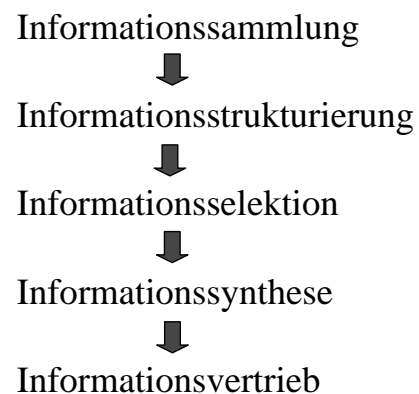 Informationssammlung
Informationsstrukturierung
Informationsselektion
Informationssynthese
Informationsvertrieb